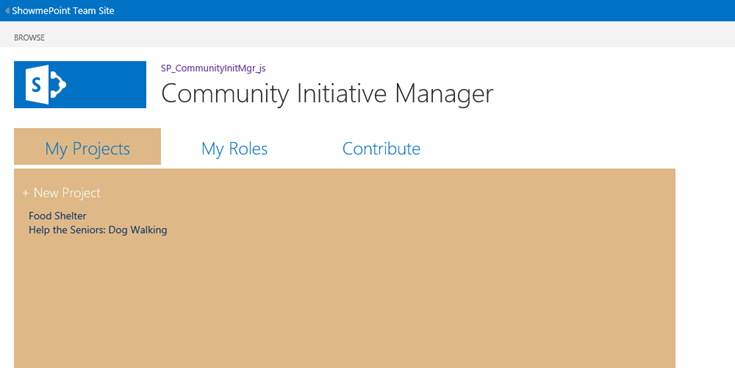 ShowmePoint Team Site
BROWSE
S
SP_CommunityInitMgr_js
Community Initiative Manager
My Projects My Roles Contribute
+ New Project
Food Shelter
Help the Seniors: Dog Walking